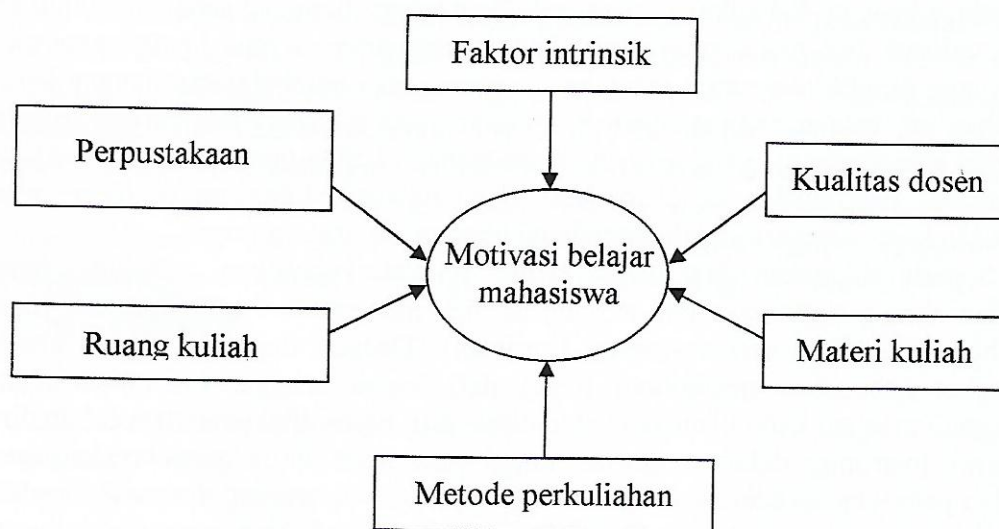 Faktor intrinsik
Perpustakaan
Kualitas dosen
Motivasi belajar
mahasiswa
Ruang kuliah
Materi kuliah
Metode perkuliahan